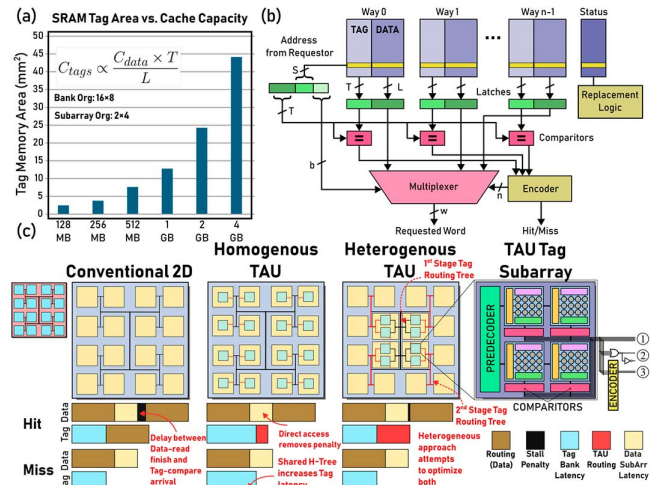 (a)
SRAM Tag Area vs. Cache Capacity
Tag Memory Area (mm²)
50
45
40
35
30
25
20
15
10
5
0
C_tags ∝ C_data × T / L
Bank Org: 16×8
Subarray Org: 2×4
128 MB
256 MB
512 MB
1 GB
2 GB
4 GB
(b)
Way 0
Way 1
...
Way n-1
Status
TAG
DATA
Address
from Requestor
S
T
L
Latches
Replacement
Logic
T
=
=
=
Comparitors
b
Multiplexer
n
Encoder
w
Requested Word
Hit/Miss
(c)
Conventional 2D
Homogenous
TAU
Heterogenous
TAU
TAU Tag
Subarray
1st Stage Tag
Routing Tree
2nd Stage Tag
Routing Tree
PREDECODER
COMPARITORS
ENCODER
1
2
3
Hit
Data
Tag
Delay between
Data-read
finish and
Tag-compare
arrival
Direct access
removes penalty
Heterogeneous
approach
attempts
to optimize
both
Miss
Data
Tag
Shared H-Tree
increases Tag
latency
Routing
(Data)
Stall
Penalty
Tag
Bank
Latency
TAU
Routing
Data
SubArr
Latency